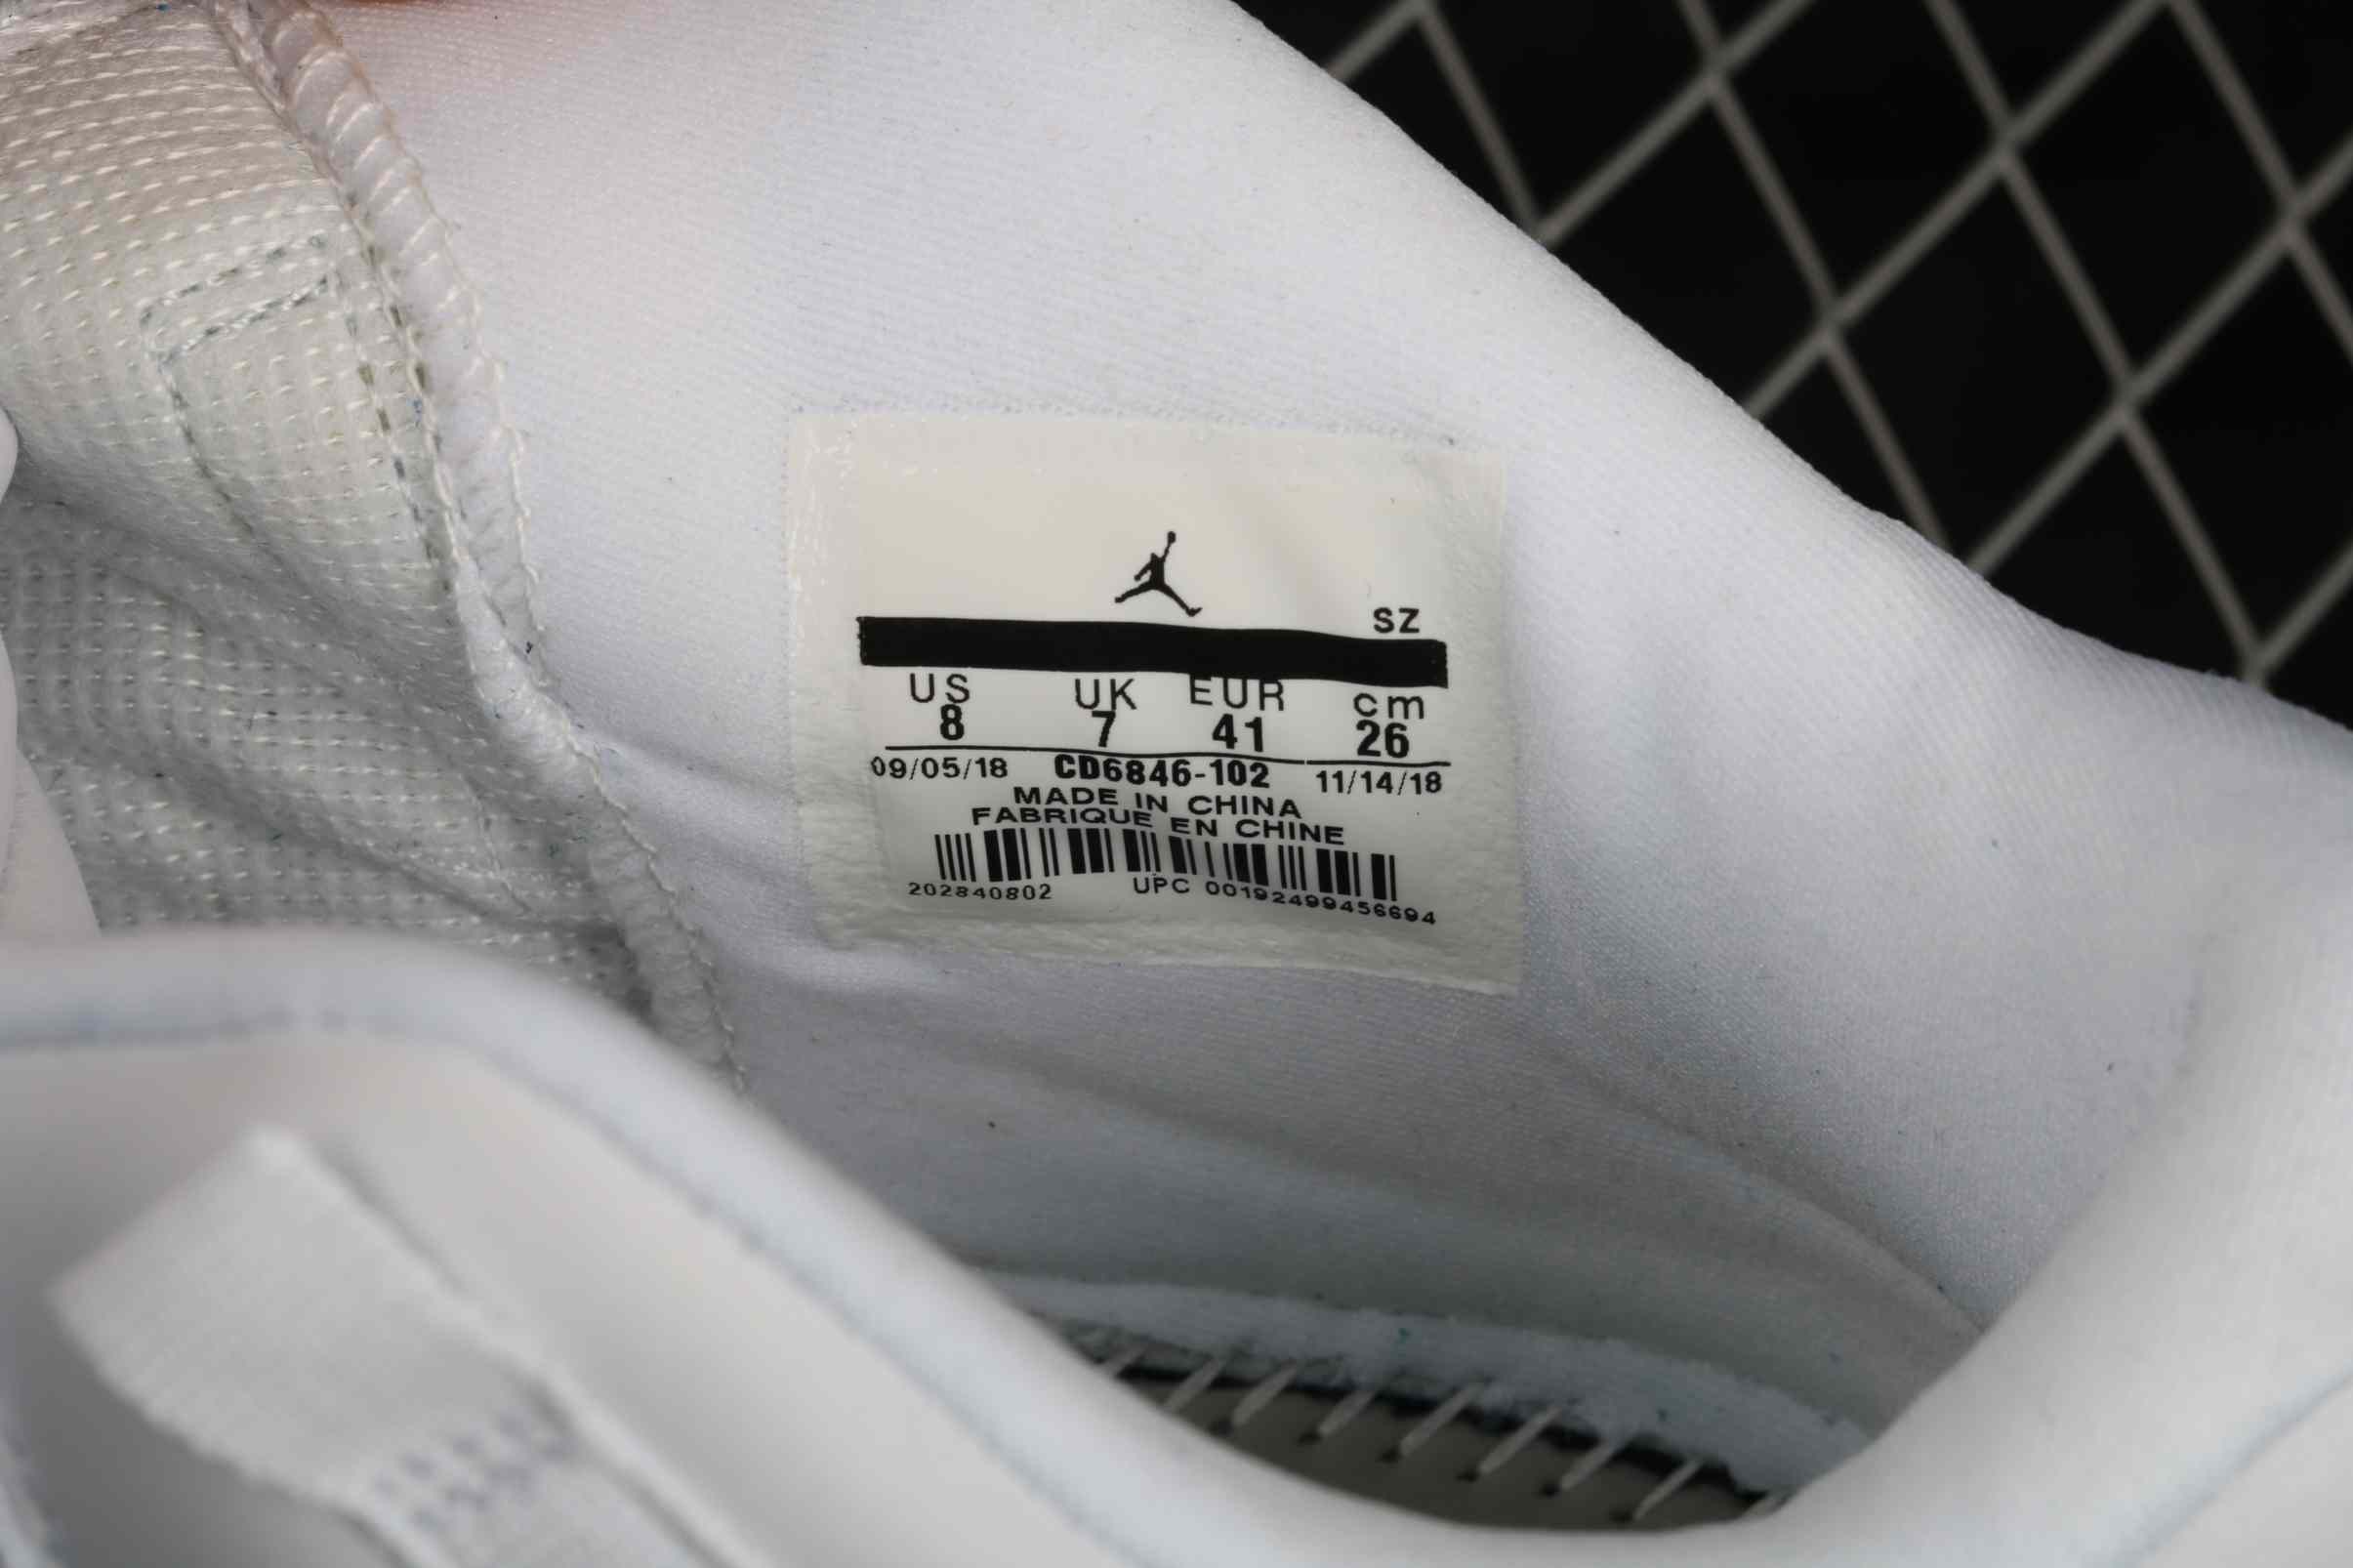 SZ
US UK EUR cm
8 7 41 26
09/05/18 CD6846-102 11/14/18
MADE IN CHINA
FABRIQUE EN CHINE
202840802 UPC 00192499456694